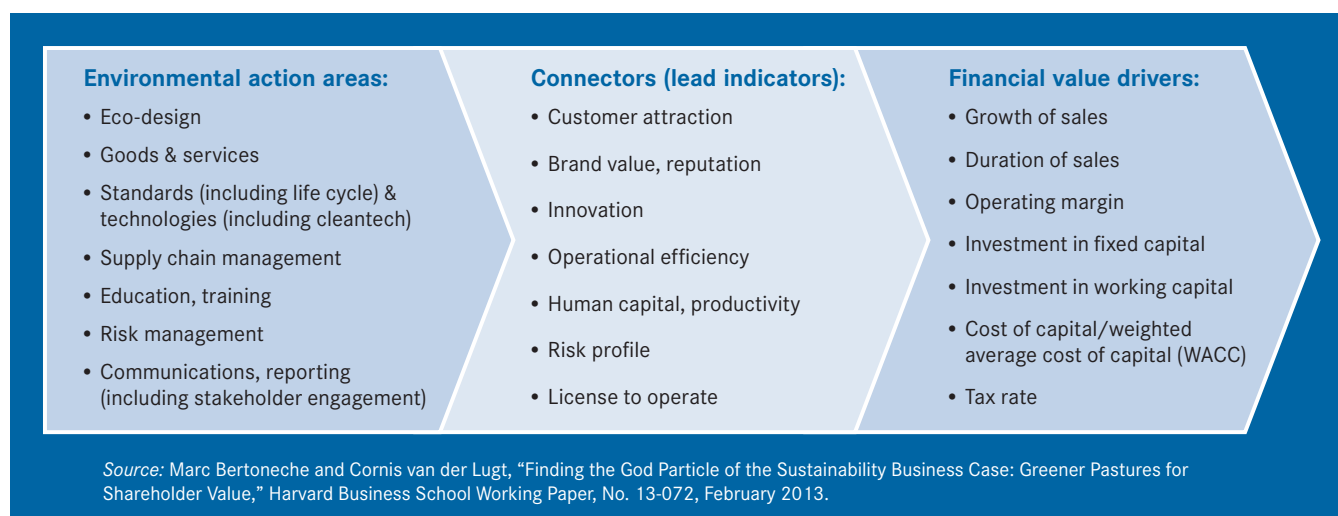 Environmental action areas:
• Eco-design
• Goods & services
• Standards (including life cycle) &
technologies (including cleantech)
• Supply chain management
• Education, training
• Risk management
• Communications, reporting
(including stakeholder engagement)
Connectors (lead indicators):
• Customer attraction
• Brand value, reputation
• Innovation
• Operational efficiency
• Human capital, productivity
• Risk profile
• License to operate
Financial value drivers:
• Growth of sales
• Duration of sales
• Operating margin
• Investment in fixed capital
• Investment in working capital
• Cost of capital/weighted
average cost of capital (WACC)
• Tax rate
Source: Marc Bertoneche and Cornis van der Lugt, “Finding the God Particle of the Sustainability Business Case: Greener Pastures for
Shareholder Value,” Harvard Business School Working Paper, No. 13-072, February 2013.